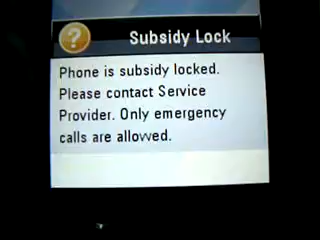 Subsidy Lock
Phone is subsidy locked.
Please contact Service
Provider. Only emergency
calls are allowed.